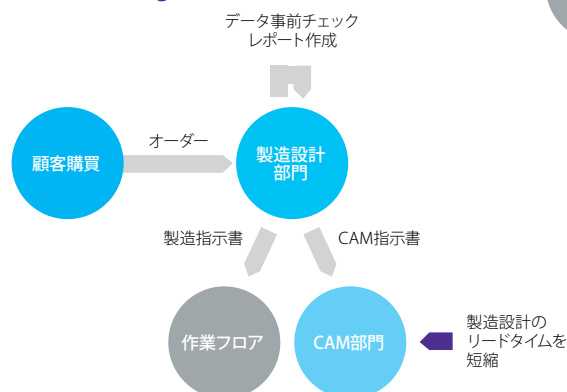 データ事前チェック
レポート作成
オーダー
顧客購買
製造設計
部門
製造指示書
CAM指示書
作業フロア
CAM部門
製造設計の
リードタイムを
短縮